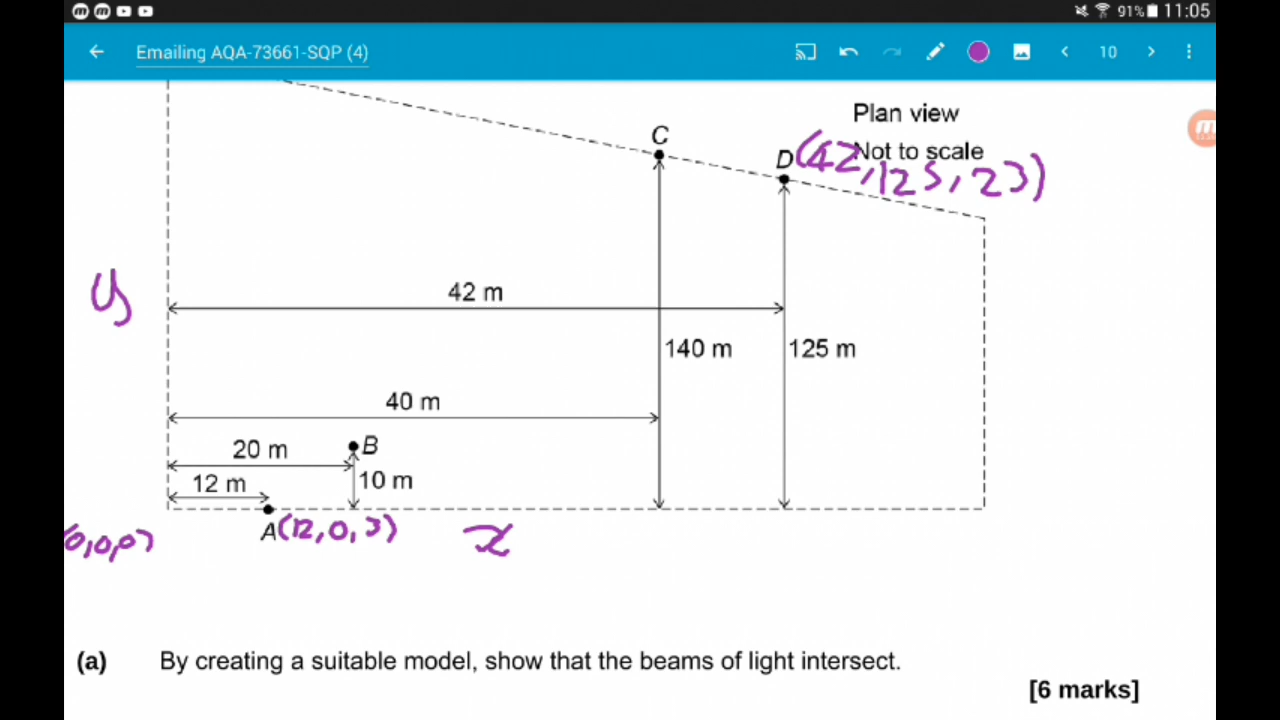 91% 11:05
Emailing AQA-73661-SQP (4)
10
Plan view
Not to scale
C
D (42, 125, 23)
42 m
y
140 m
125 m
40 m
20 m
B
12 m
10 m
A (12, 0, 3)
x
(0,0,0)
(a) By creating a suitable model, show that the beams of light intersect.
[6 marks]